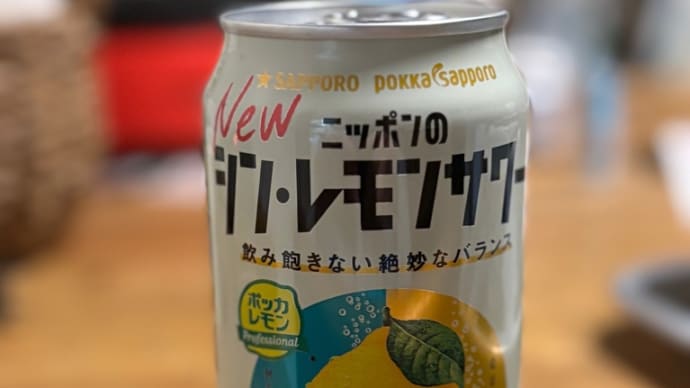 ★SAPPORO pokka sapporo
New
ニッポンの
シン・レモンサワー
飲み飽きない絶妙なバランス
ポッカ
レモン
Professional